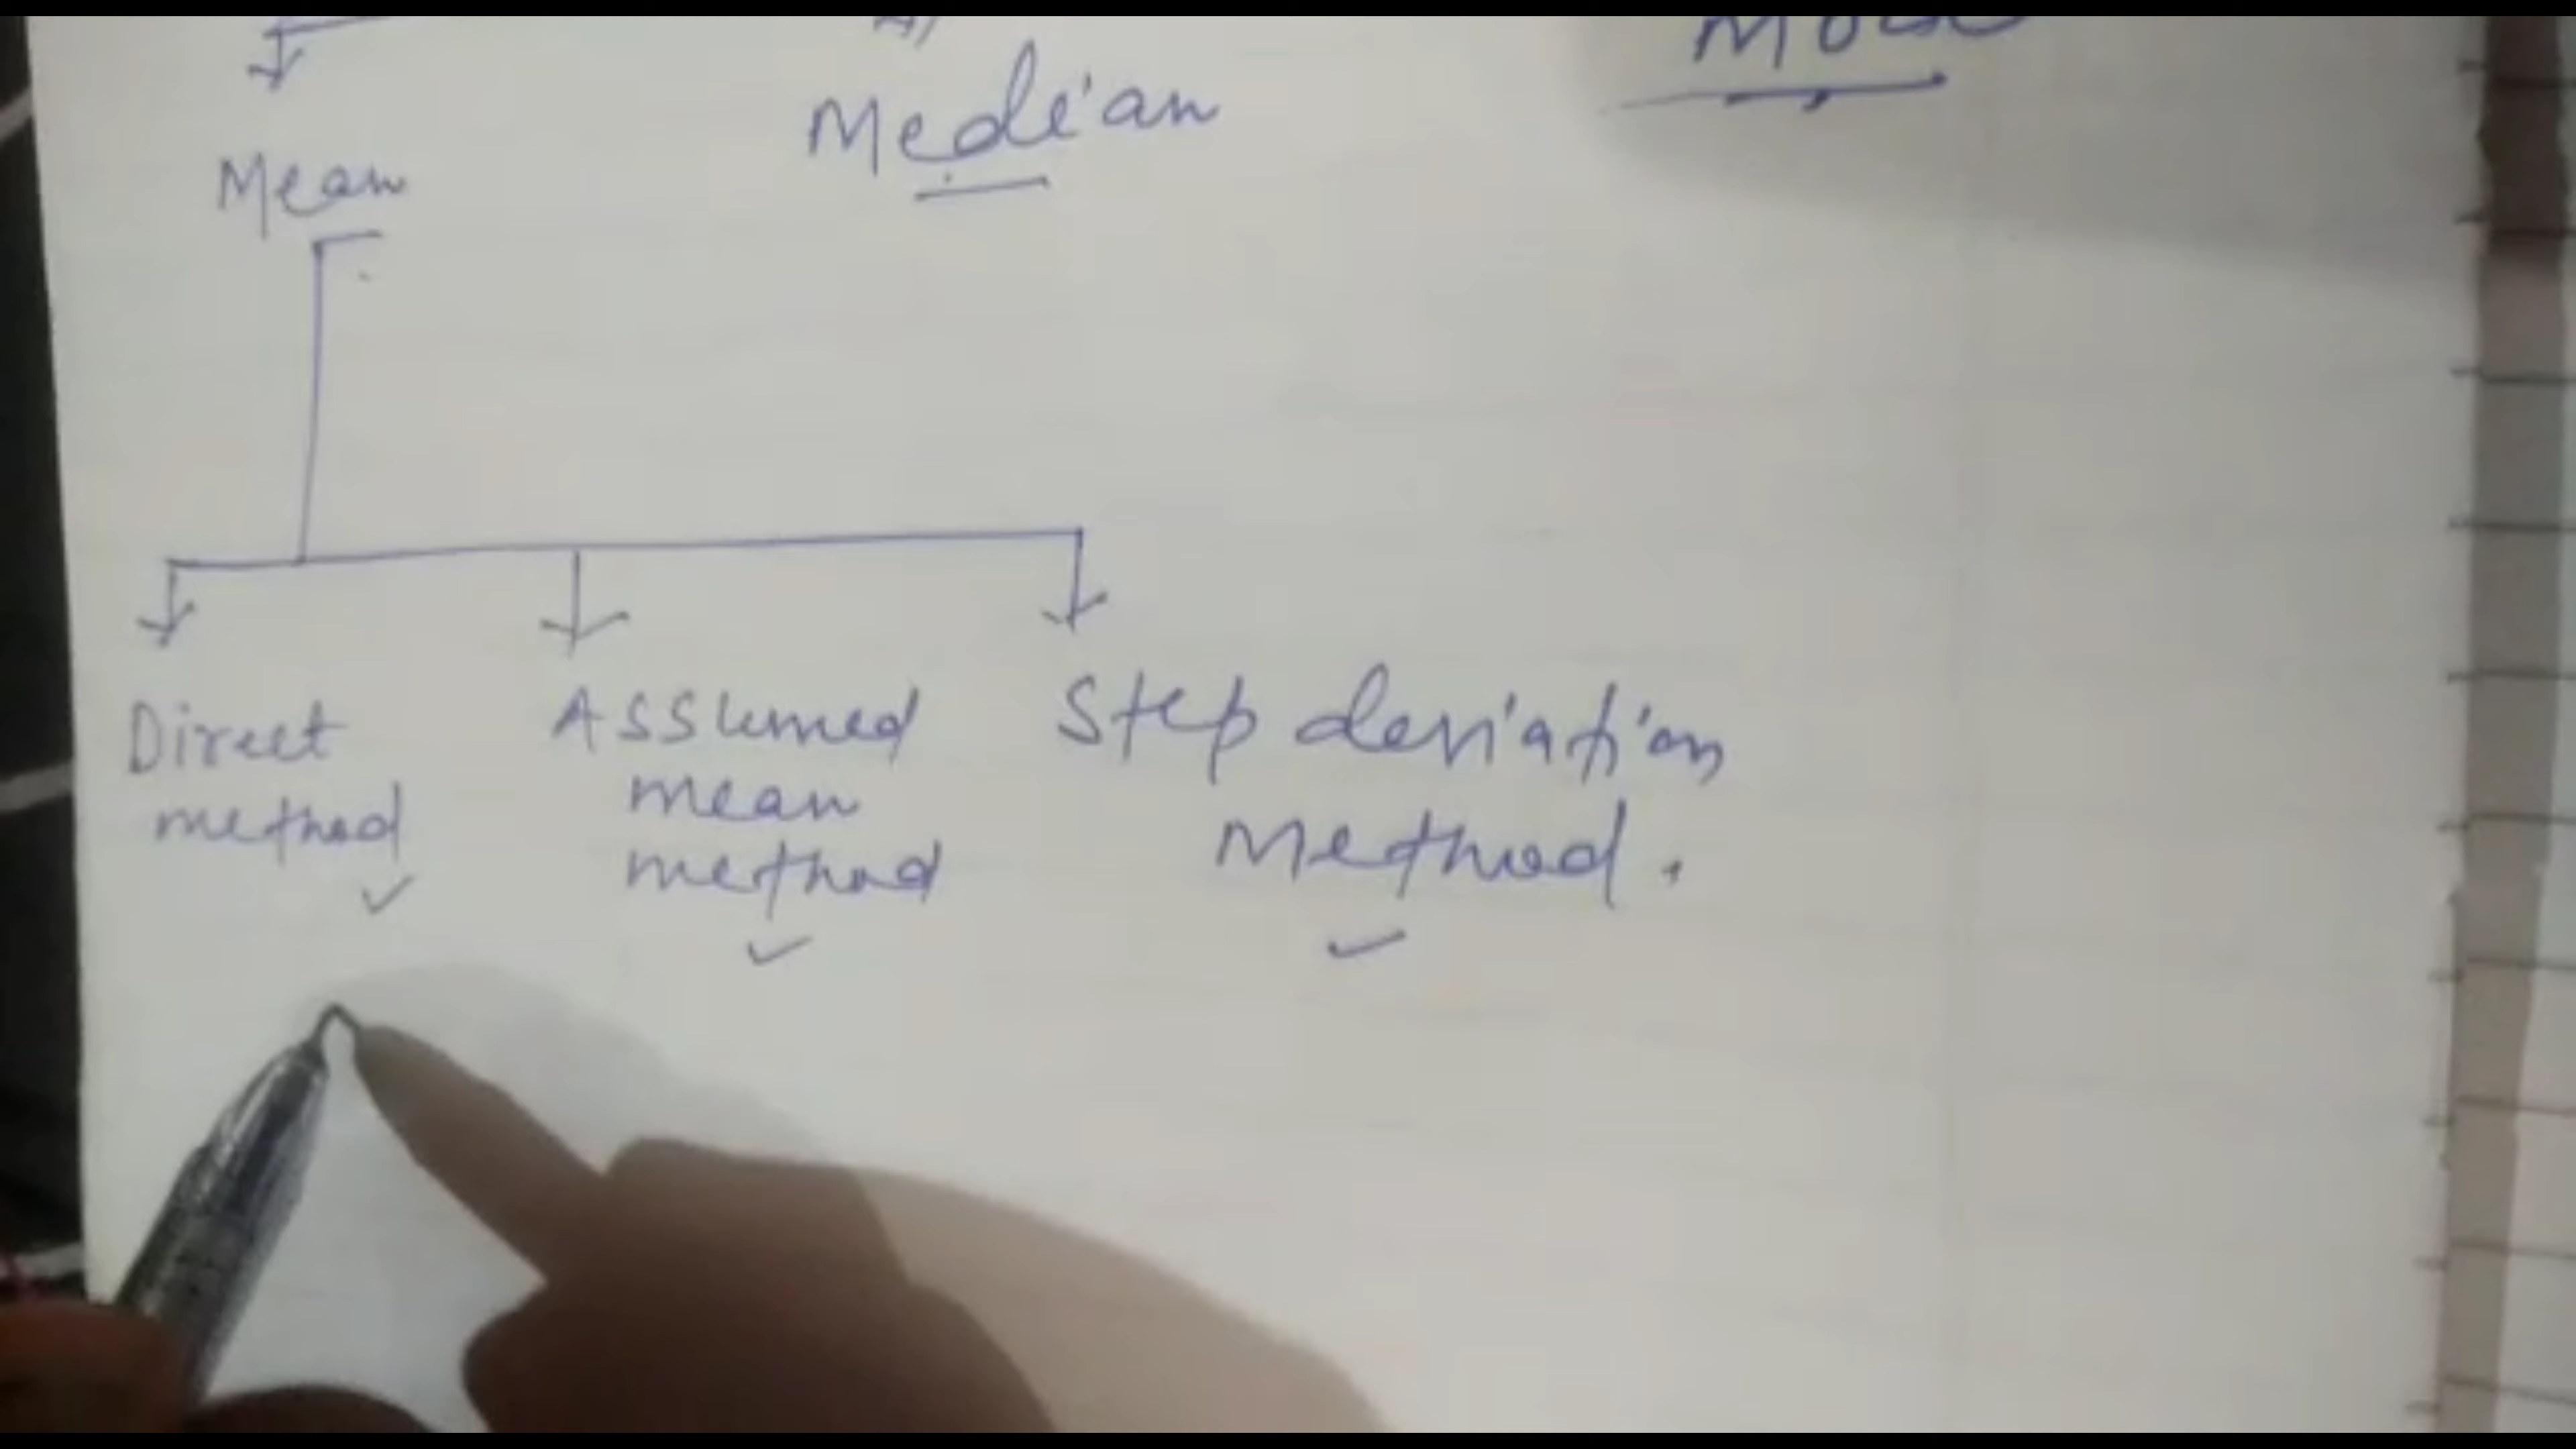 Mean
Median
Direct
method
Assumed
mean
method
Step deviation
Method.